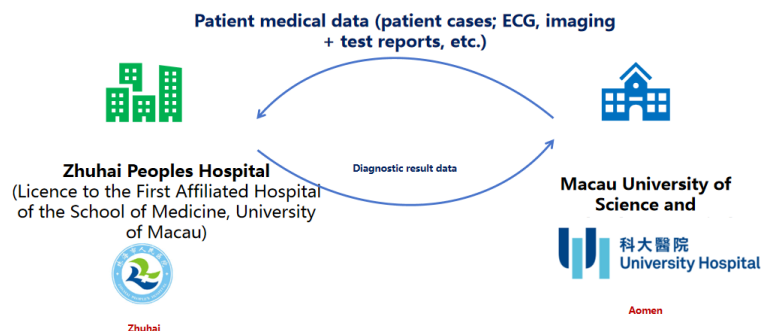 Patient medical data (patient cases; ECG, imaging
+ test reports, etc.)
Zhuhai Peoples Hospital
(Licence to the First Affiliated Hospital
of the School of Medicine, University
of Macau)
Diagnostic result data
Macau University of
Science and
科大醫院
University Hospital
Zhuhai
Aomen